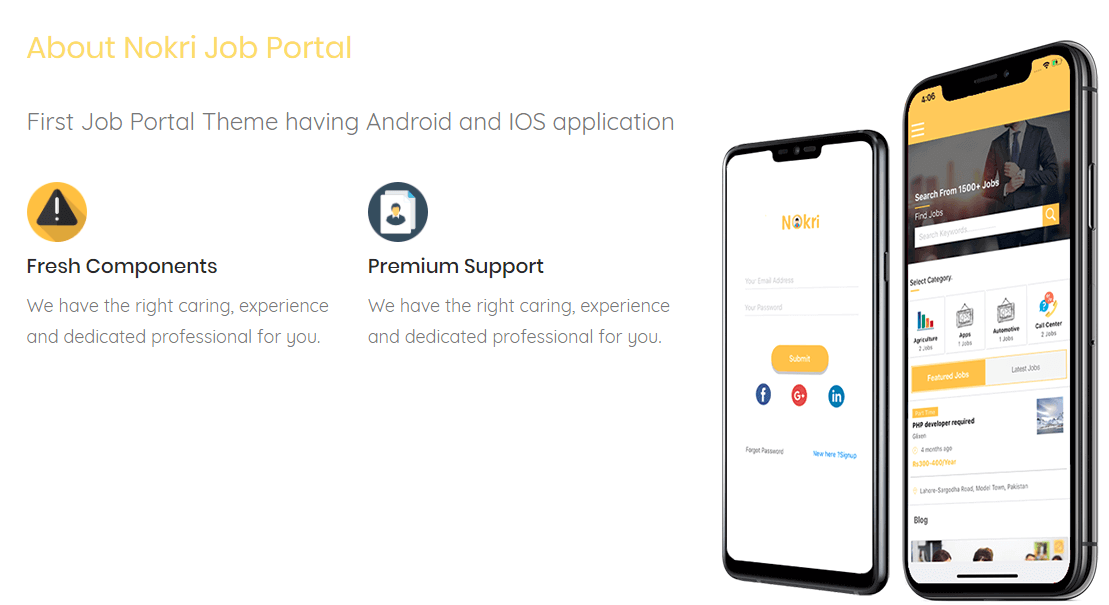 About Nokri Job Portal
First Job Portal Theme having Android and IOS application
Fresh Components
We have the right caring, experience
and dedicated professional for you.
Premium Support
We have the right caring, experience
and dedicated professional for you.
Nokri
Your Email Address
Your Password
Submit
f
G+
in
Forgot Password
New here ?Signup
4:06
Search From 1500+ Jobs
Find Jobs
Search Keywords...
Select Category.
Agriculture
2 Jobs
Apps
1 Jobs
Automotive
1 Jobs
Call Center
2 Jobs
Featured Jobs
Latest Jobs
Part Time
PHP developer required
Glixen
4 months ago
Rs300-400/Year
Lahore-Sargodha Road, Model Town, Pakistan
Blog